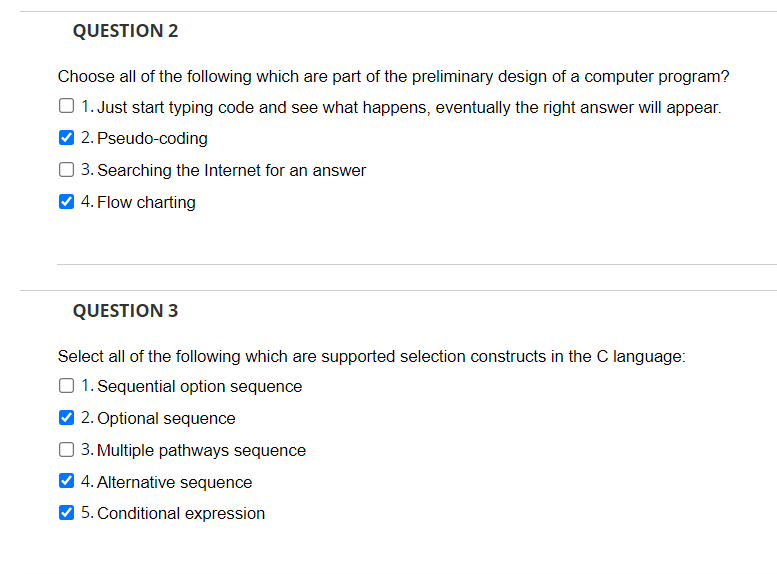 QUESTION 2
Choose all of the following which are part of the preliminary design of a computer program?
1. Just start typing code and see what happens, eventually the right answer will appear.
2. Pseudo-coding
3. Searching the Internet for an answer
4. Flow charting
QUESTION 3
Select all of the following which are supported selection constructs in the C language:
1. Sequential option sequence
2. Optional sequence
3. Multiple pathways sequence
4. Alternative sequence
5. Conditional expression